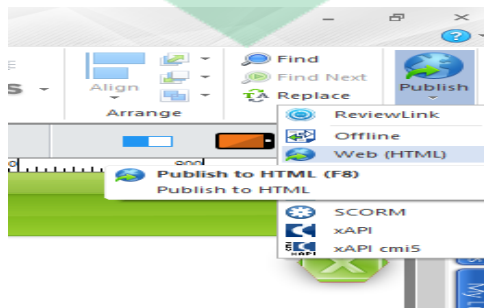 Find
Find Next
Replace
Align
Arrange
Publish
ReviewLink
Offline
Web (HTML)
Publish to HTML (F8)
Publish to HTML
SCORM
xAPI
xAPI cmi5